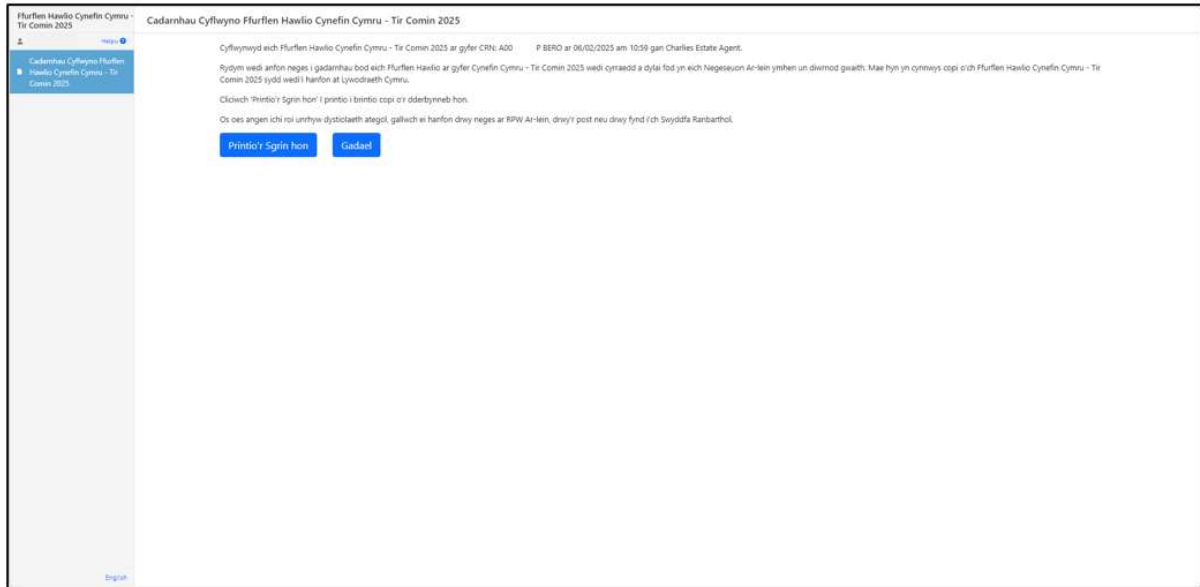 Ffurflen Hawlio Cynefin Cymru -
Tir Comin 2025
Cadarnhau Cyflwyno Ffurflen Hawlio Cynefin Cymru - Tir Comin 2025
Helpu
Cadarnhau Cyflwyno Ffurflen
Hawlio Cynefin Cymru - Tir
Comin 2025
Cyflwynwyd eich Ffurflen Hawlio Cynefin Cymru - Tir Comin 2025 ar gyfer CRN: A00 P BERO ar 06/02/2025 am 10:59 gan Charlies Estate Agent.
Rydym wedi anfon neges i gadarnhau bod eich Ffurflen Hawlio ar gyfer Cynefin Cymru - Tir Comin 2025 wedi cyrraedd a dylai fod yn eich Negeseuon Ar-lein ymhen un diwrnod gwaith. Mae hyn yn cynnwys copi o'ch Ffurflen Hawlio Cynefin Cymru - Tir
Comin 2025 sydd wedi'i hanfon at Lywodraeth Cymru.
Cliciwch 'Printio'r Sgrin hon' I printio i brintio copi o'r dderbynneb hon.
Os oes angen ichi roi unrhyw dystiolaeth ategol, gallwch ei hanfon drwy neges ar RPW Ar-lein, drwy'r post neu drwy fynd i'ch Swyddfa Ranbarthol.
Printio'r Sgrin hon Gadael
English